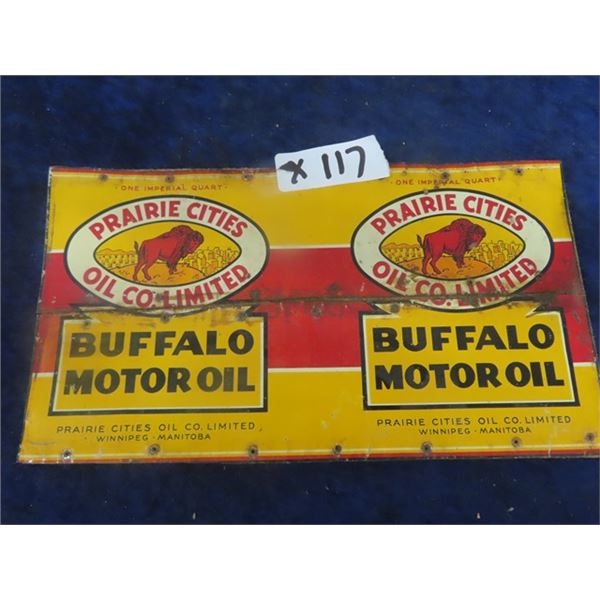 X 117
· ONE IMPERIAL QUART ·
PRAIRIE CITIES
OIL CO. LIMITED
BUFFALO
MOTOR OIL
PRAIRIE CITIES OIL CO. LIMITED
WINNIPEG - MANITOBA
· ONE IMPERIAL QUART ·
PRAIRIE CITIES
OIL CO. LIMITED
BUFFALO
MOTOR OIL
PRAIRIE CITIES OIL CO. LIMITED
WINNIPEG - MANITOBA